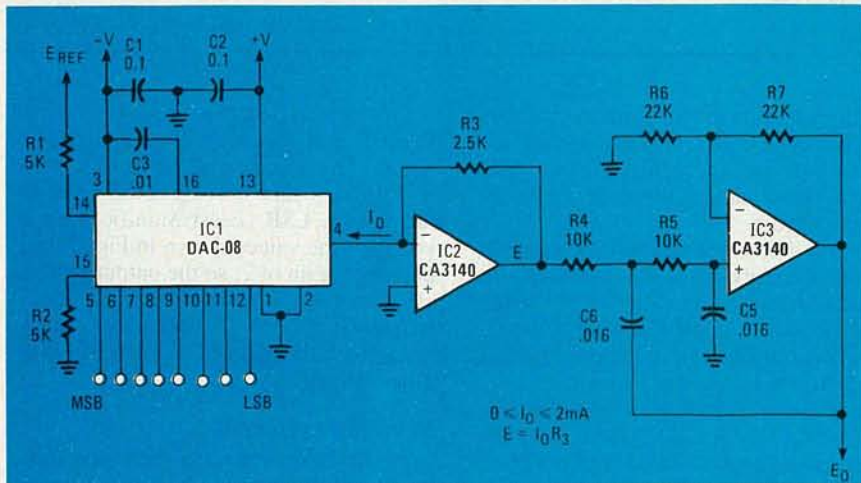 E_REF
−V
C1
0.1
C2
0.1
+V
R1
5K
C3
.01
3
16
13
14
IC1
DAC-08
4
I_O
15
R2
5K
5
6
7
8
9
10
11
12
1
2
MSB
LSB
R3
2.5K
−
+
IC2
CA3140
E
R4
10K
R5
10K
R6
22K
R7
22K
−
+
IC3
CA3140
C6
.016
C5
.016
0 ≤ I_O ≤ 2mA
E = I_O R_3
E_O